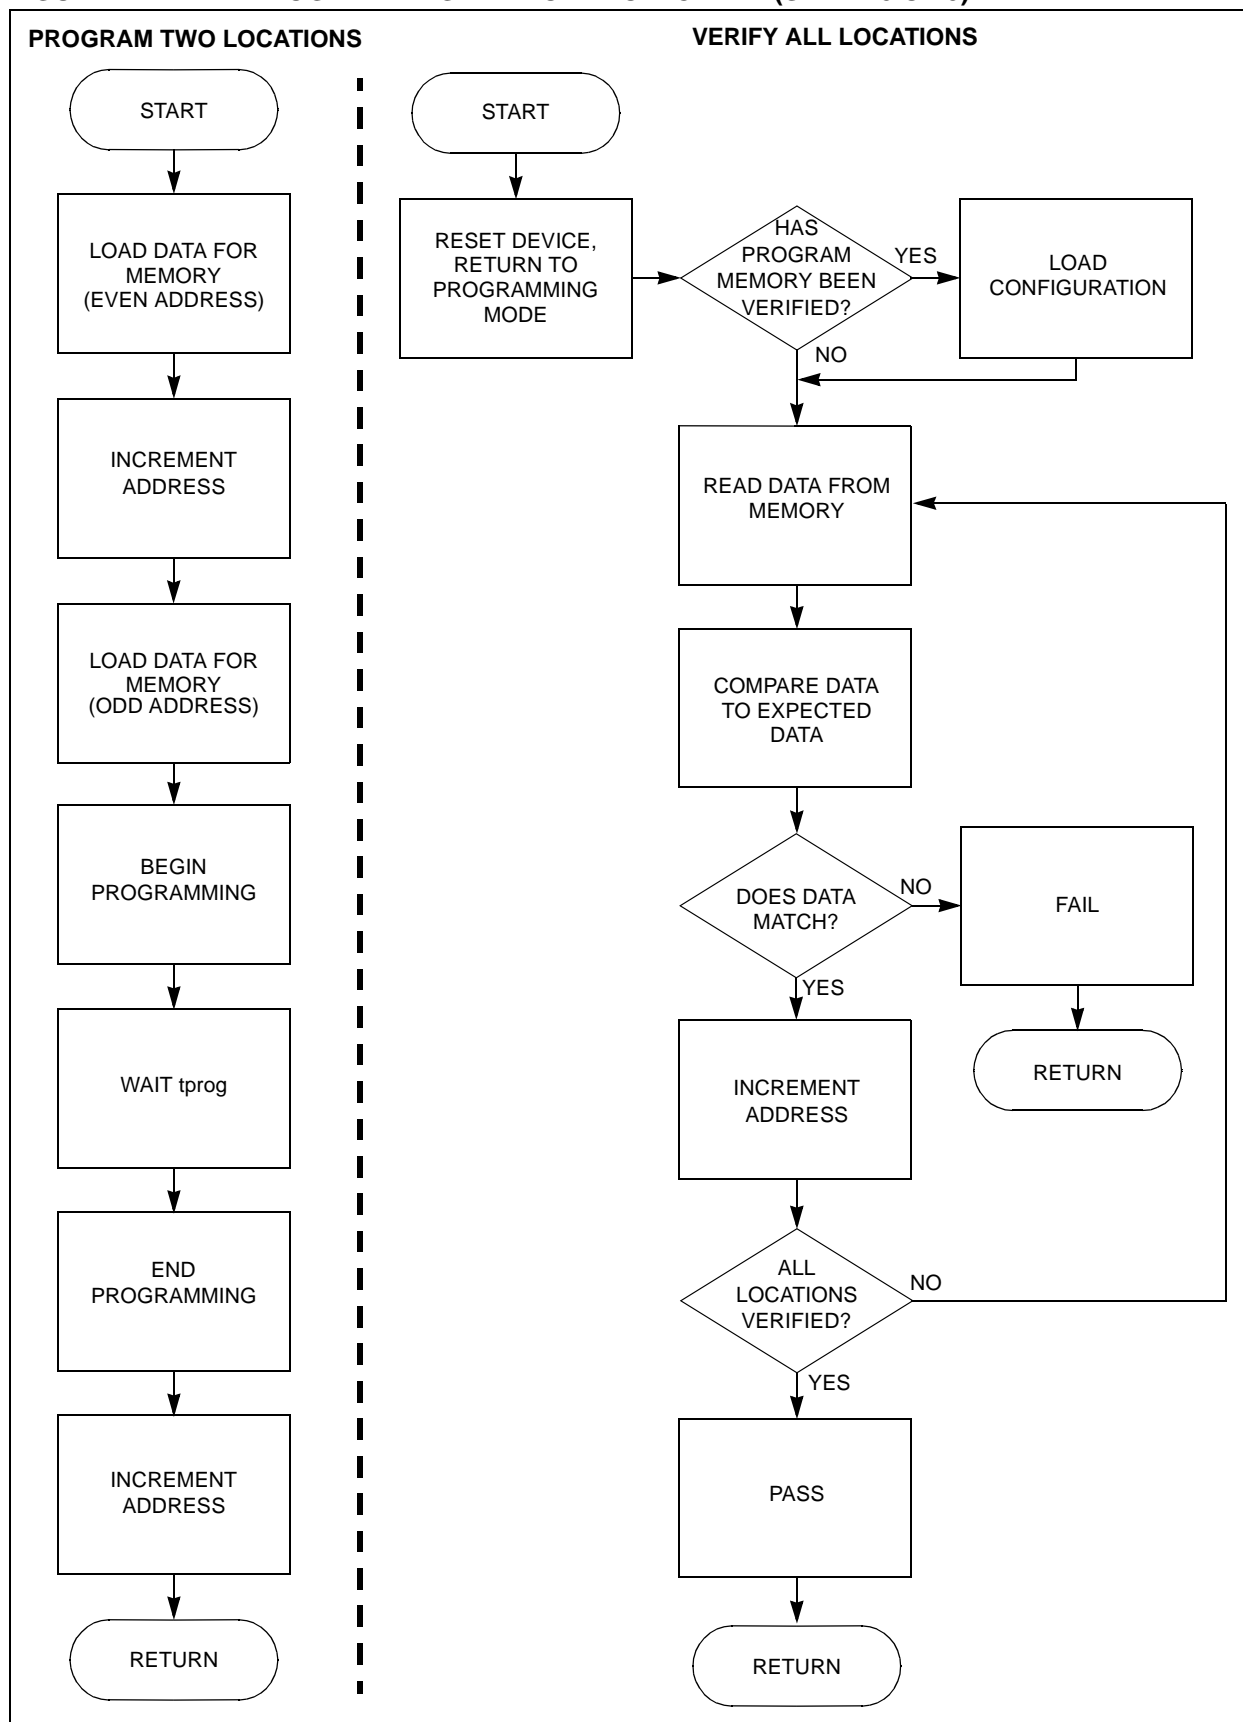 PROGRAM TWO LOCATIONS
START
LOAD DATA FOR
MEMORY
(EVEN ADDRESS)
INCREMENT
ADDRESS
LOAD DATA FOR
MEMORY
(ODD ADDRESS)
BEGIN
PROGRAMMING
WAIT tprog
END
PROGRAMMING
INCREMENT
ADDRESS
RETURN
VERIFY ALL LOCATIONS
START
RESET DEVICE,
RETURN TO
PROGRAMMING
MODE
HAS
PROGRAM
MEMORY BEEN
VERIFIED?
YES
LOAD
CONFIGURATION
NO
READ DATA FROM
MEMORY
COMPARE DATA
TO EXPECTED
DATA
DOES DATA
MATCH?
NO
FAIL
RETURN
YES
INCREMENT
ADDRESS
ALL
LOCATIONS
VERIFIED?
NO
YES
PASS
RETURN